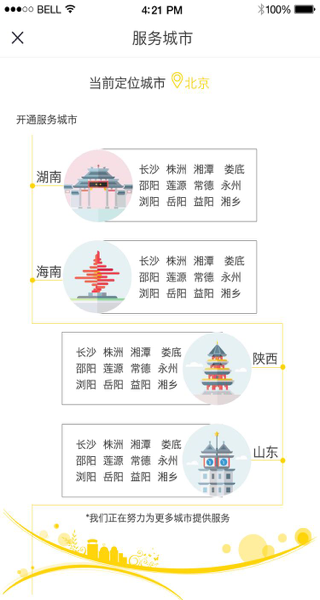 BELL 4:21 PM 100%
服务城市
当前定位城市 北京
开通服务城市
湖南
长沙 株洲 湘潭 娄底
邵阳 莲源 常德 永州
浏阳 岳阳 益阳 湘乡
海南
长沙 株洲 湘潭 娄底
邵阳 莲源 常德 永州
浏阳 岳阳 益阳 湘乡
陕西
长沙 株洲 湘潭 娄底
邵阳 莲源 常德 永州
浏阳 岳阳 益阳 湘乡
山东
长沙 株洲 湘潭 娄底
邵阳 莲源 常德 永州
浏阳 岳阳 益阳 湘乡
*我们正在努力为更多城市提供服务